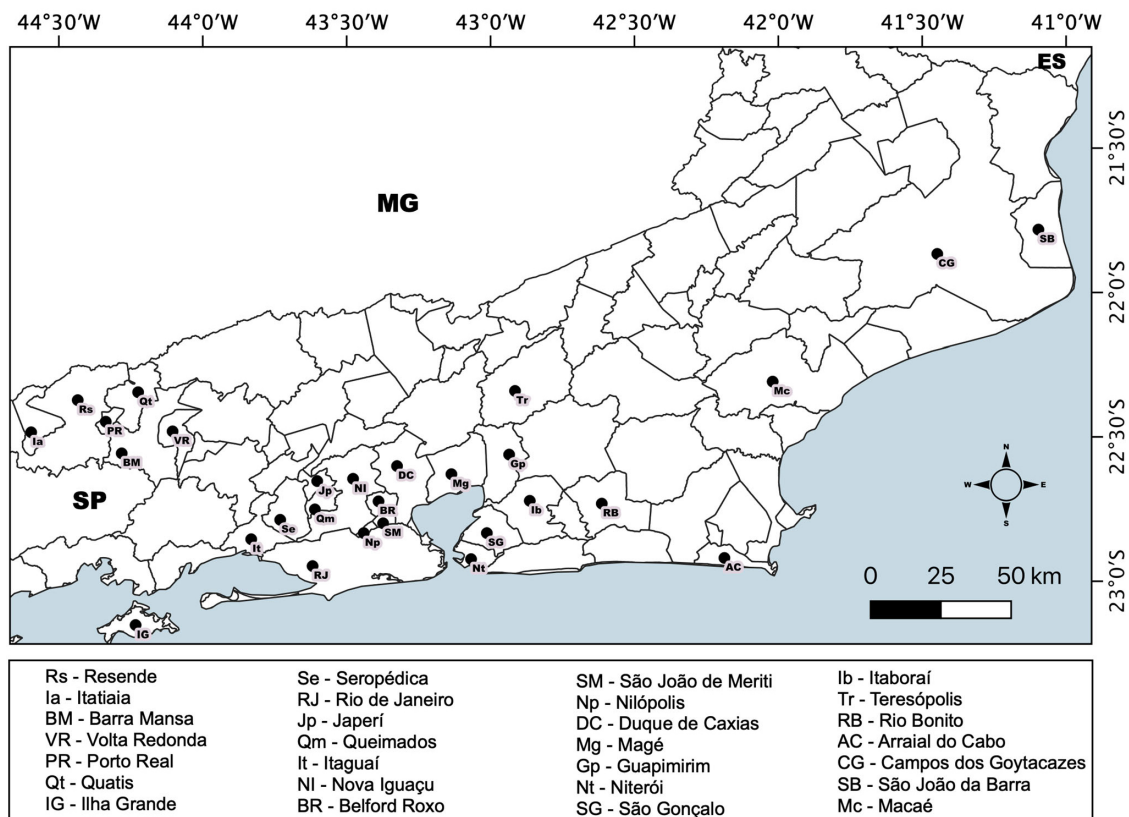 44°30'W 44°00'W 43°30'W 43°00'W 42°30'W 42°00'W 41°30'W 41°0'W
ES
21°30'S
MG
SB
CG
22°0'S
Mc
Tr
Rs
Qt
PR
VR
Ia
22°30'S
BM
Gp
DC
N
SP
Jp
NI
Mg
W E
BR
Ib
RB
Qm
S
Se
SM
Np
SG
It
Nt
AC
RJ
0 25 50 km
23°0'S
IG
Rs - Resende
Ia - Itatiaia
BM - Barra Mansa
VR - Volta Redonda
PR - Porto Real
Qt - Quatis
IG - Ilha Grande
Se - Seropédica
RJ - Rio de Janeiro
Jp - Japerí
Qm - Queimados
It - Itaguaí
NI - Nova Iguaçu
BR - Belford Roxo
SM - São João de Meriti
Np - Nilópolis
DC - Duque de Caxias
Mg - Magé
Gp - Guapimirim
Nt - Niterói
SG - São Gonçalo
Ib - Itaboraí
Tr - Teresópolis
RB - Rio Bonito
AC - Arraial do Cabo
CG - Campos dos Goytacazes
SB - São João da Barra
Mc - Macaé